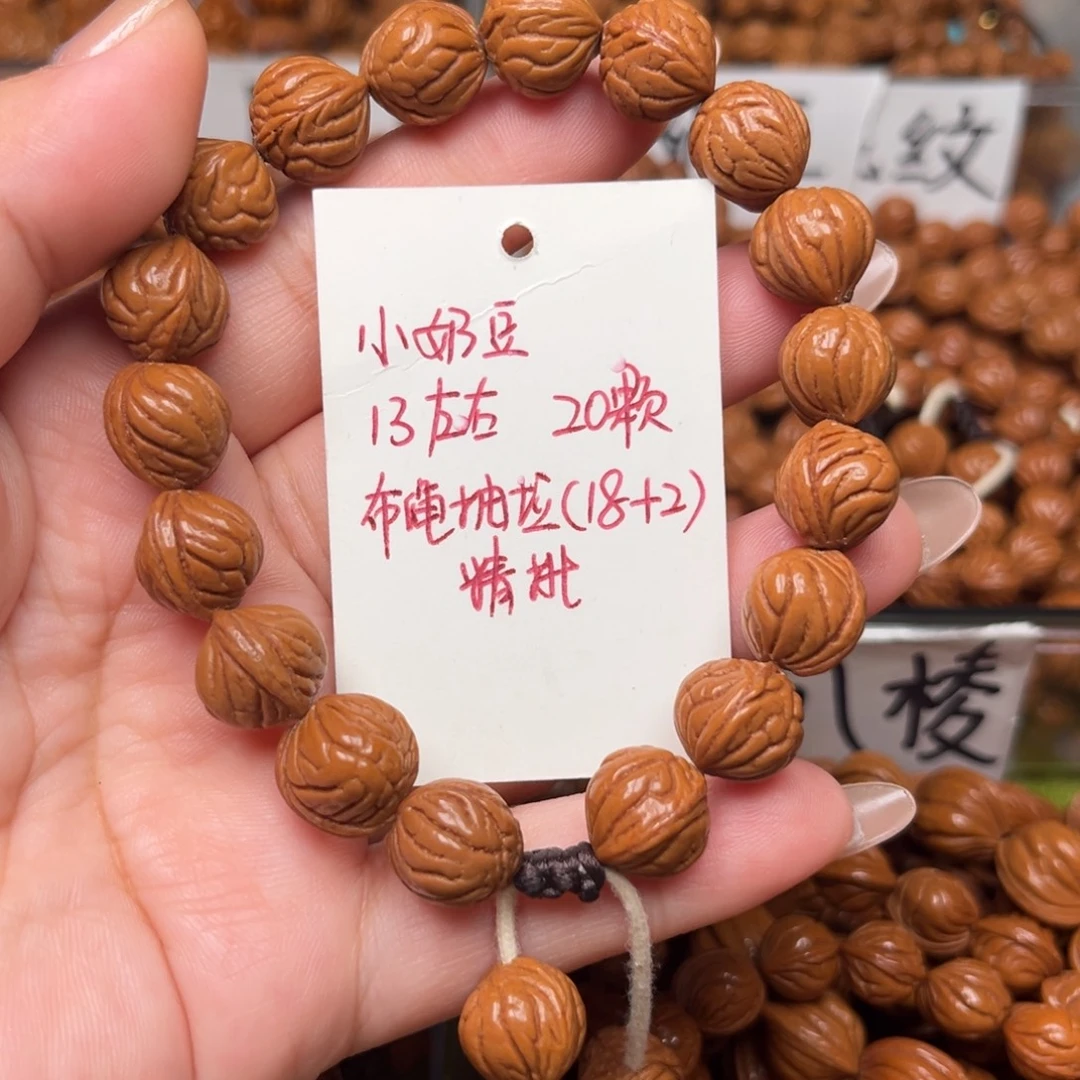 小奶豆
13左右 20颗
布绳抽拉(18+2)
精批
纹
棱